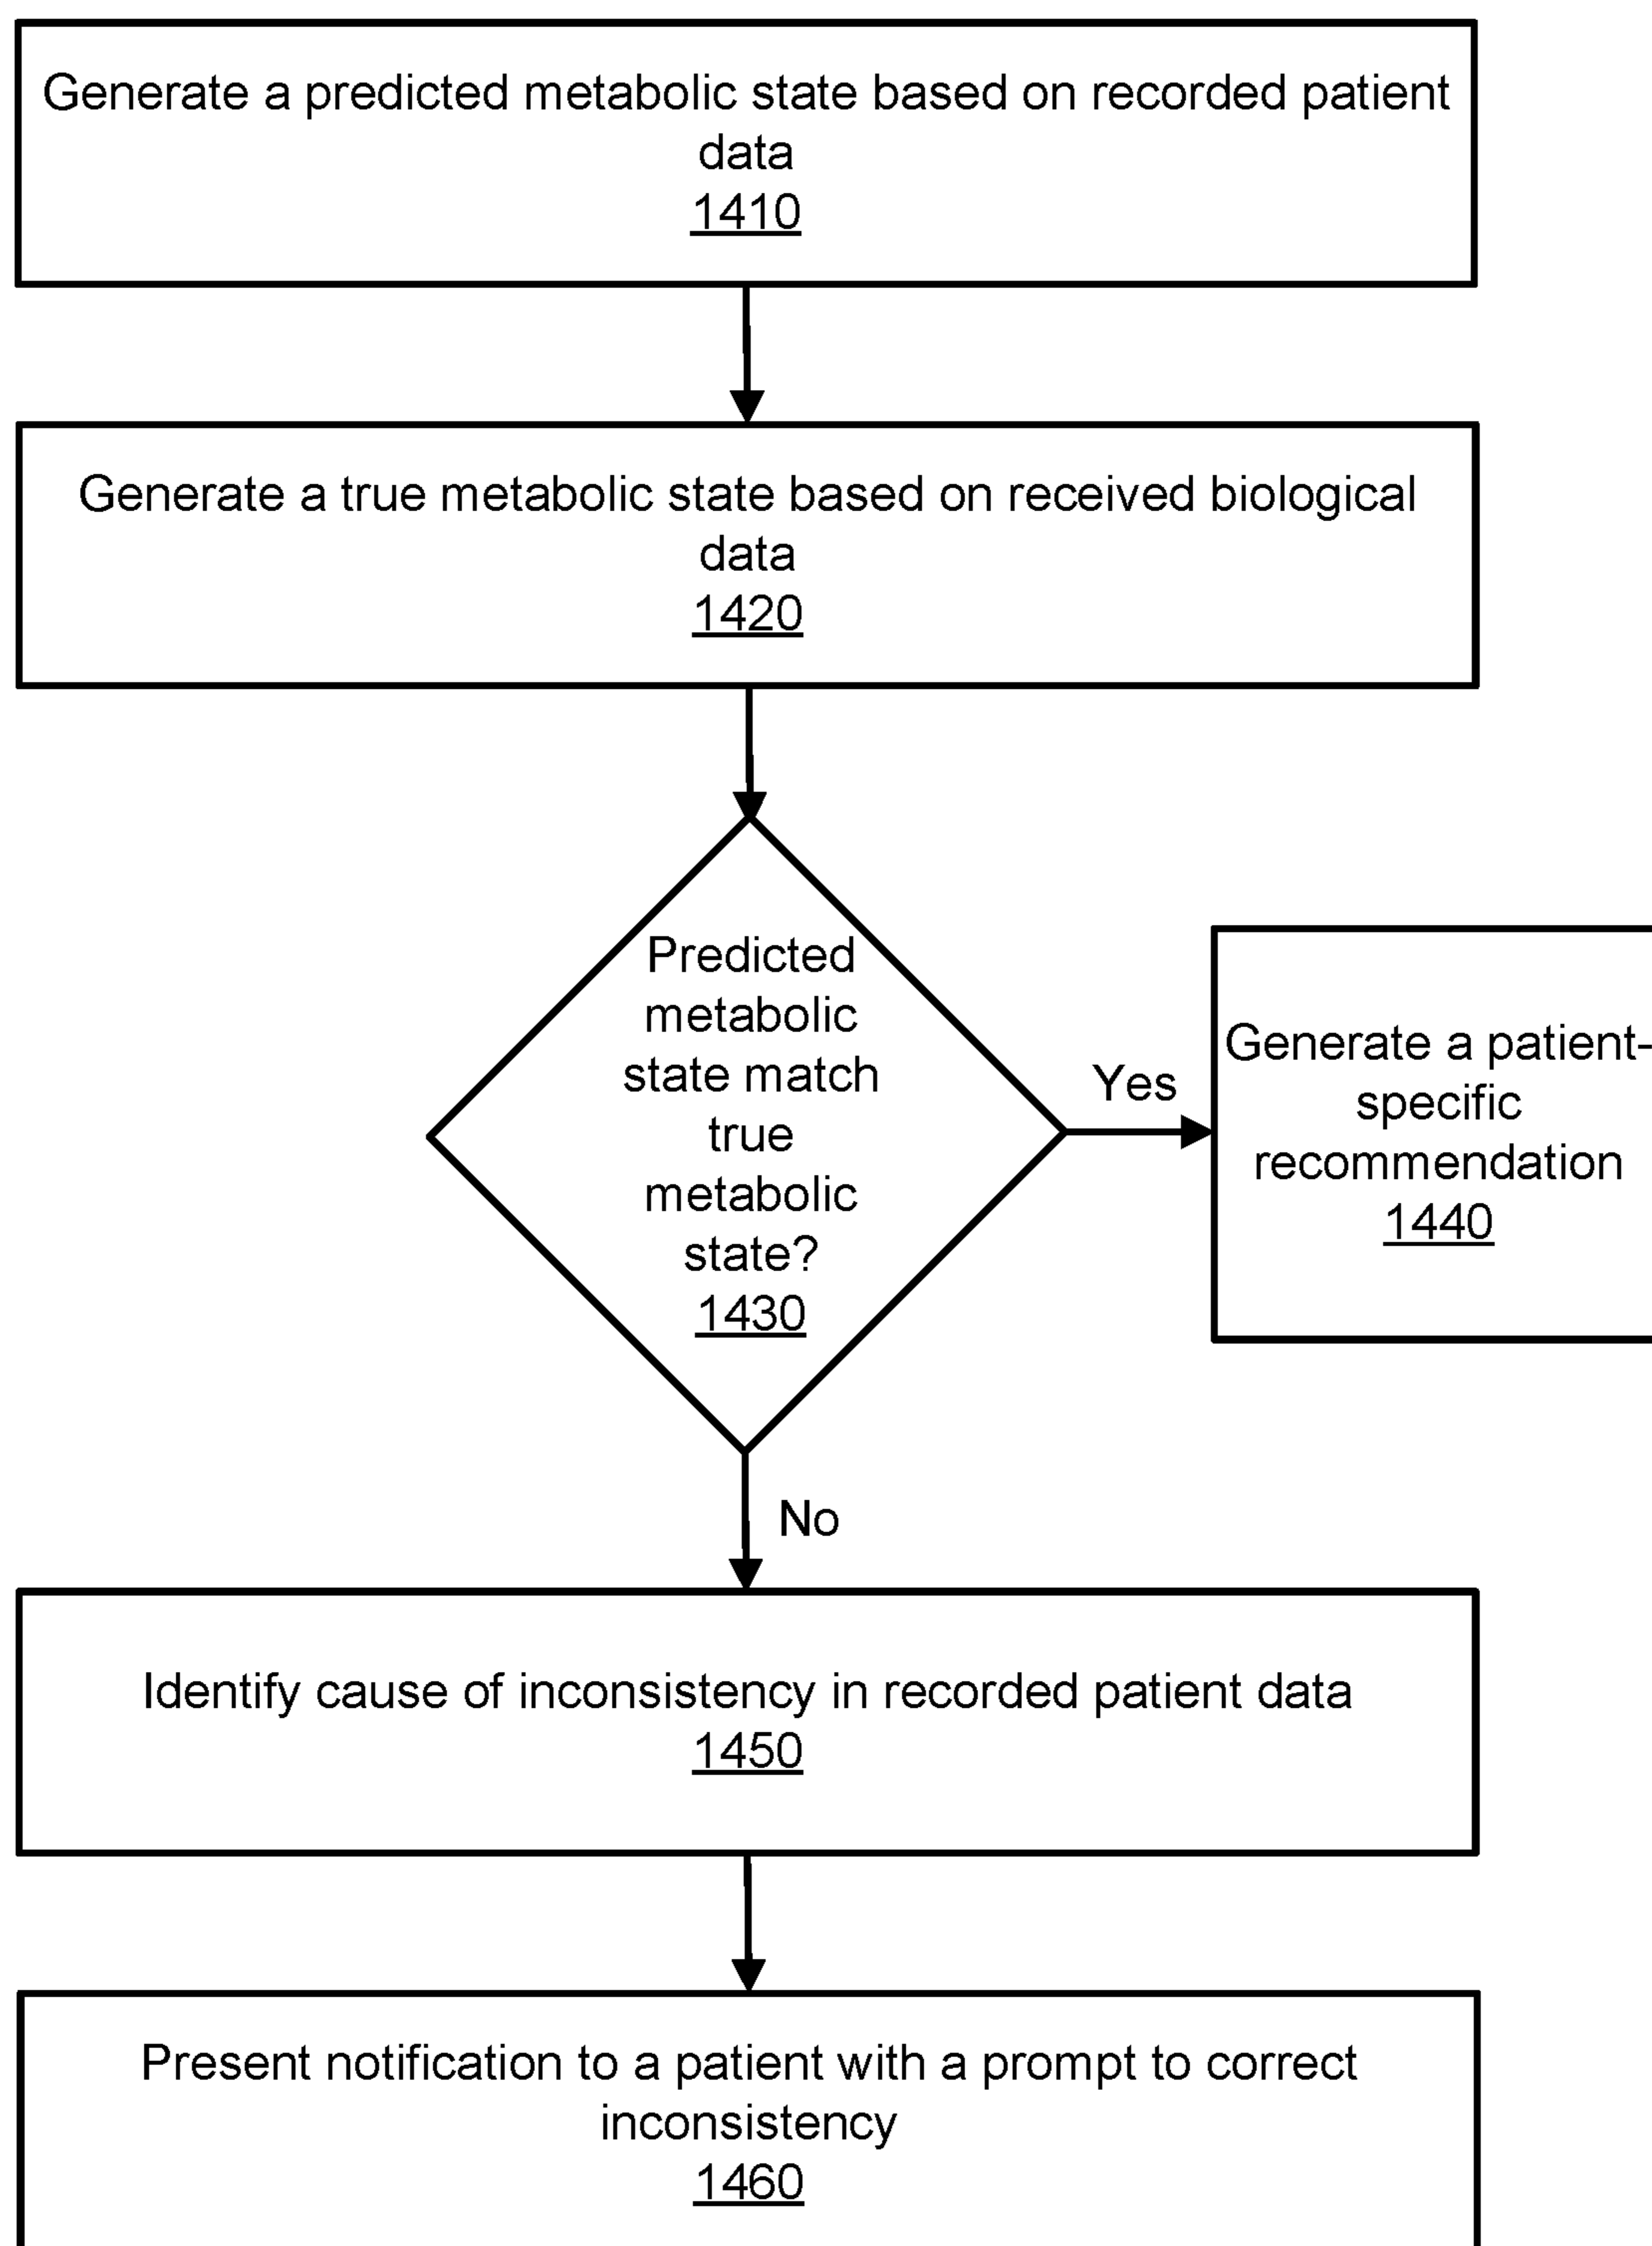 Generate a predicted metabolic state based on recorded patient
data
1410
Generate a true metabolic state based on received biological
data
1420
Predicted
metabolic
state match
true
metabolic
state?
1430
Yes
Generate a patient-
specific
recommendation
1440
No
Identify cause of inconsistency in recorded patient data
1450
Present notification to a patient with a prompt to correct
inconsistency
1460